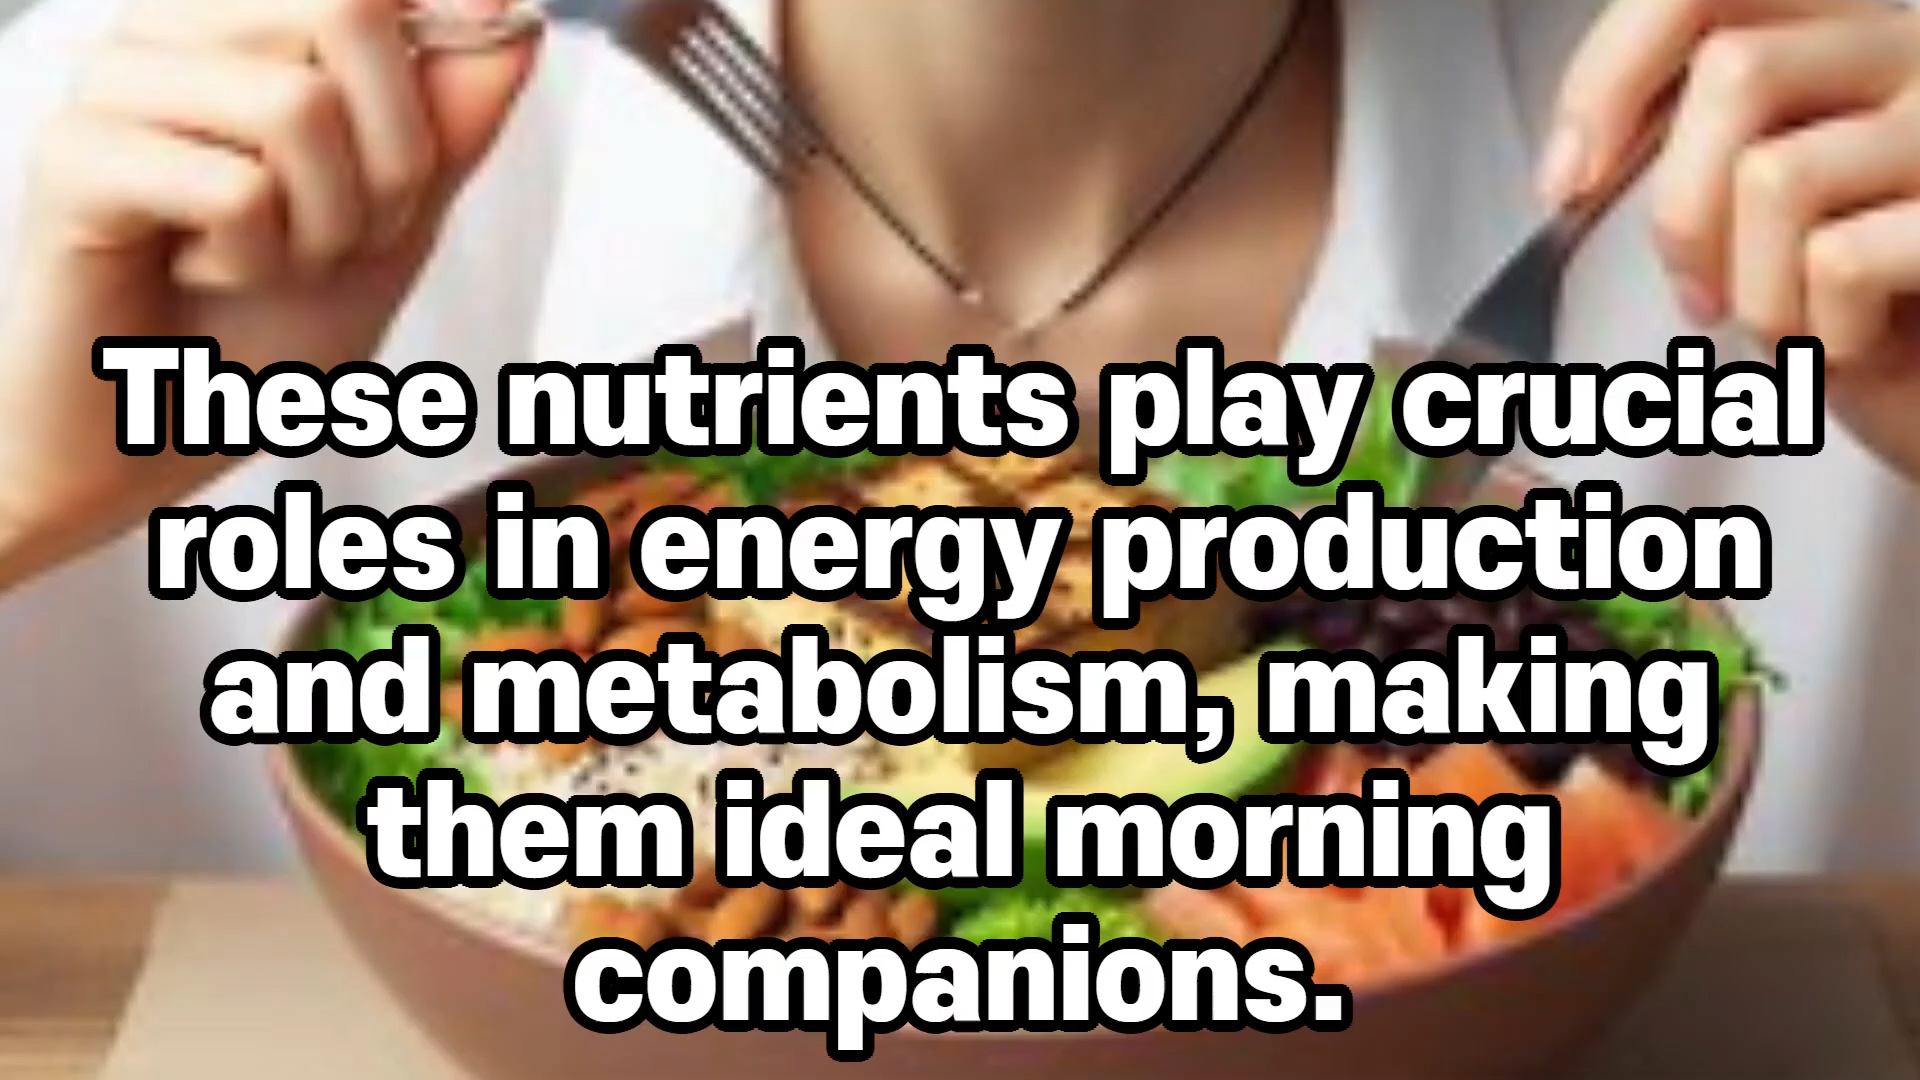 These nutrients play crucial
roles in energy production
and metabolism, making
them ideal morning
companions.